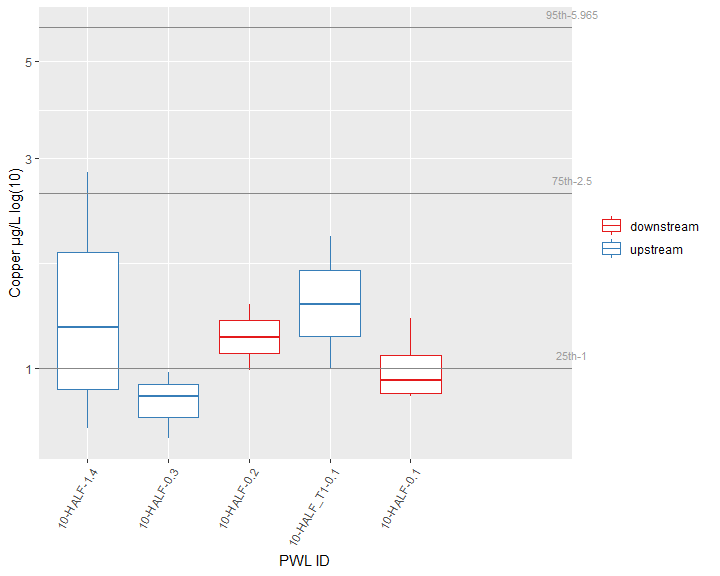 95th-5.965
5
3
75th-2.5
25th-1
1
Copper µg/L log(10)
downstream
upstream
10-HALF-1.4
10-HALF-0.3
10-HALF-0.2
10-HALF_T1-0.1
10-HALF-0.1
PWL ID